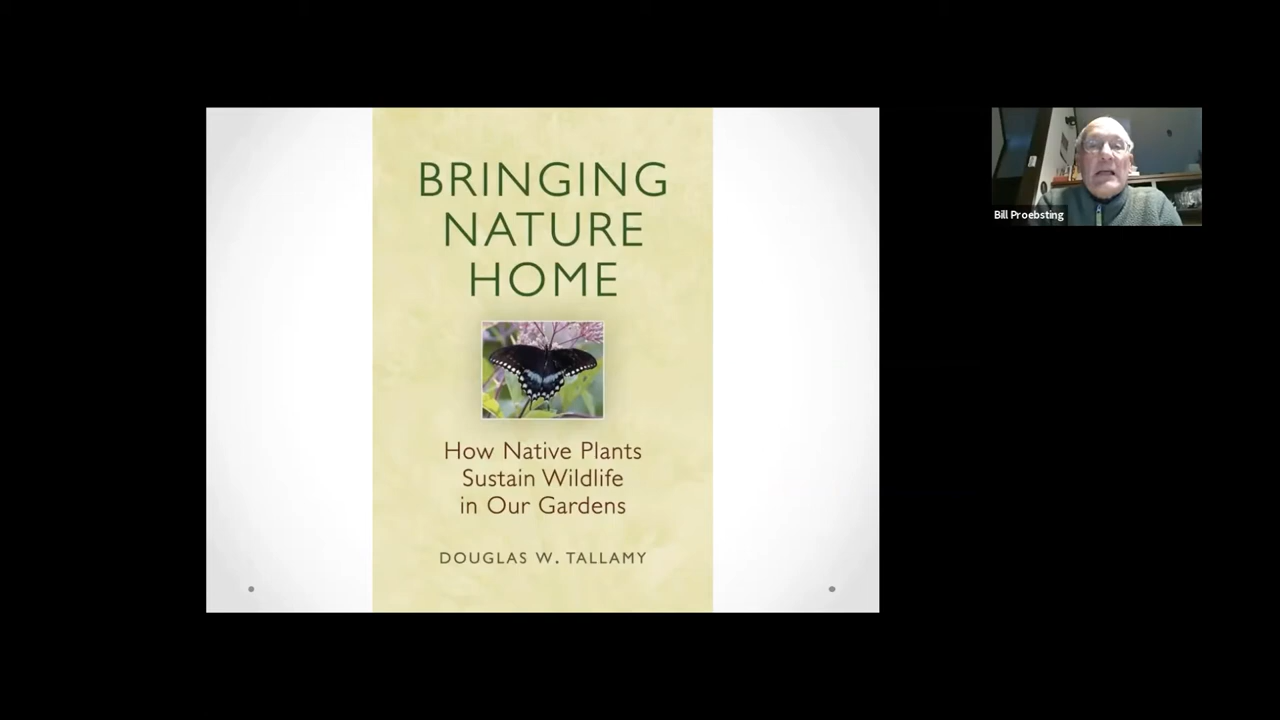 BRINGING
NATURE
HOME
How Native Plants
Sustain Wildlife
in Our Gardens
DOUGLAS W. TALLAMY
Bill Proebsting